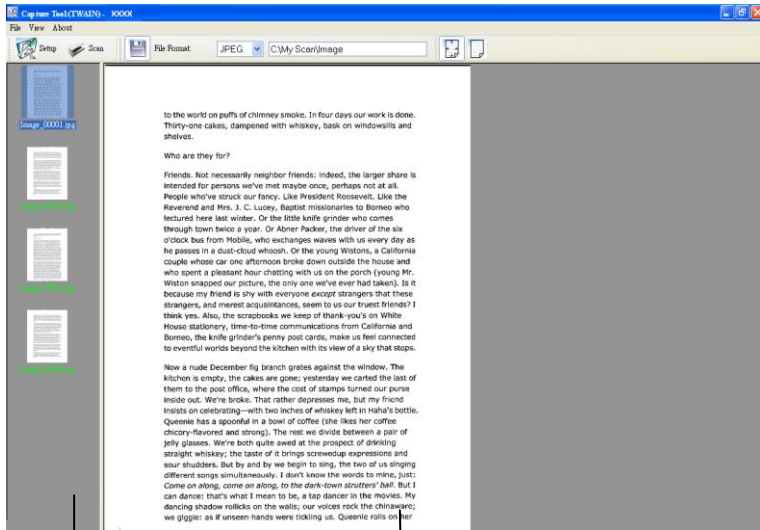 Capture Tool(TWAIN) - XXXX
File View About
Setup Scan File Format JPEG C:\My Scan\Image
Image_00001.jpg
to the world on puffs of chimney smoke. In four days our work is done.
Thirty-one cakes, dampened with whiskey, bask on windowsills and
shelves.
Who are they for?
Friends. Not necessarily neighbor friends: indeed, the larger share is
intended for persons we've met maybe once, perhaps not at all.
People who've struck our fancy. Like President Roosevelt. Like the
Reverend and Mrs. J. C. Lucey, Baptist missionaries to Borneo who
lectured here last winter. Or the little knife grinder who comes
through town twice a year. Or Abner Packer, the driver of the six
o'clock bus from Mobile, who exchanges waves with us every day as
he passes in a dust-cloud whoosh. Or the young Wistons, a California
couple whose car one afternoon broke down outside the house and
who spent a pleasant hour chatting with us on the porch (young Mr.
Wiston snapped our picture, the only one we've ever had taken). Is it
because my friend is shy with everyone except strangers that these
strangers, and merest acquaintances, seem to us our truest friends? I
think yes. Also, the scrapbooks we keep of thank-you's on White
House stationery, time-to-time communications from California and
Borneo, the knife grinder's penny post cards, make us feel connected
to eventful worlds beyond the kitchen with its view of a sky that stops.
Now a nude December fig branch grates against the window. The
kitchen is empty, the cakes are gone; yesterday we carted the last of
them to the post office, where the cost of stamps turned our purse
inside out. We're broke. That rather depresses me, but my friend
insists on celebrating—with two inches of whiskey left in Haha's bottle.
Queenie has a spoonful in a bowl of coffee (she likes her coffee
chicory-flavored and strong). The rest we divide between a pair of
jelly glasses. We're both quite awed at the prospect of drinking
straight whiskey; the taste of it brings screwedup expressions and
sour shudders. But by and by we begin to sing, the two of us singing
different songs simultaneously. I don't know the words to mine, just:
Come on along, come on along, to the dark-town strutters' ball. But I
can dance: that's what I mean to be, a tap dancer in the movies. My
dancing shadow rollicks on the walls; our voices rock the chinaware;
we giggle: as if unseen hands were tickling us. Queenie rolls on her